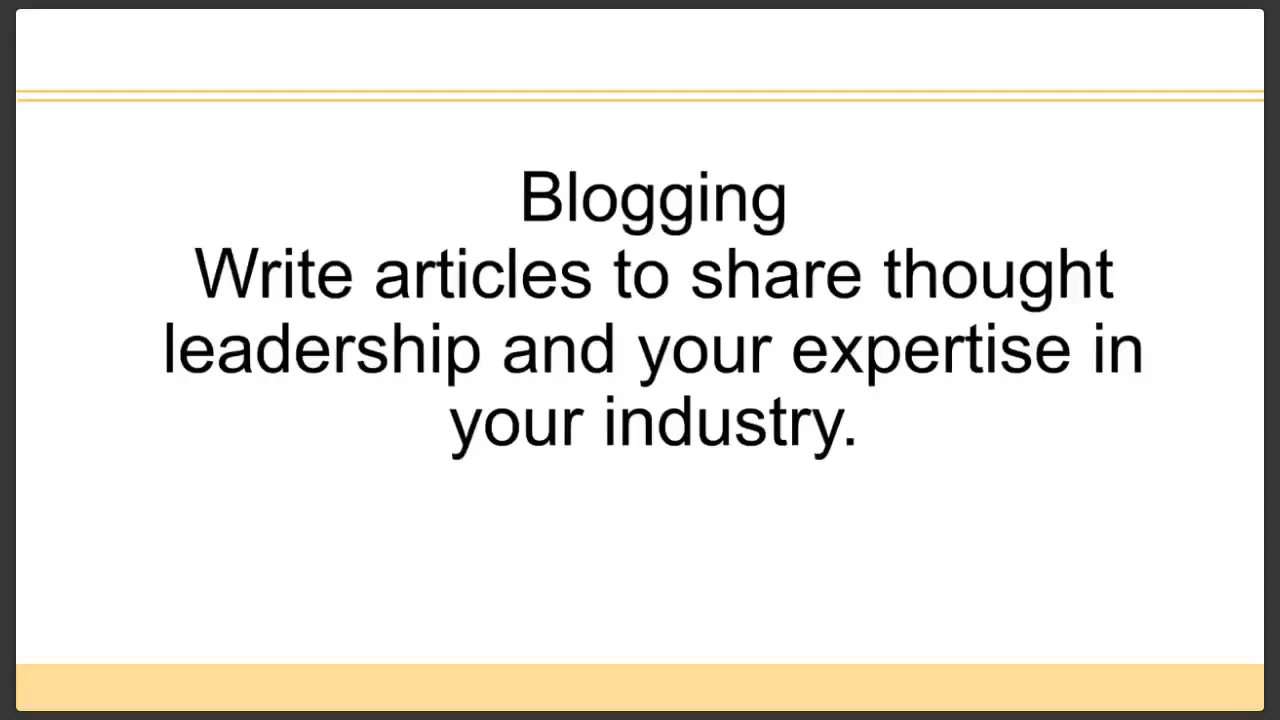 Blogging
Write articles to share thought
leadership and your expertise in
your industry.